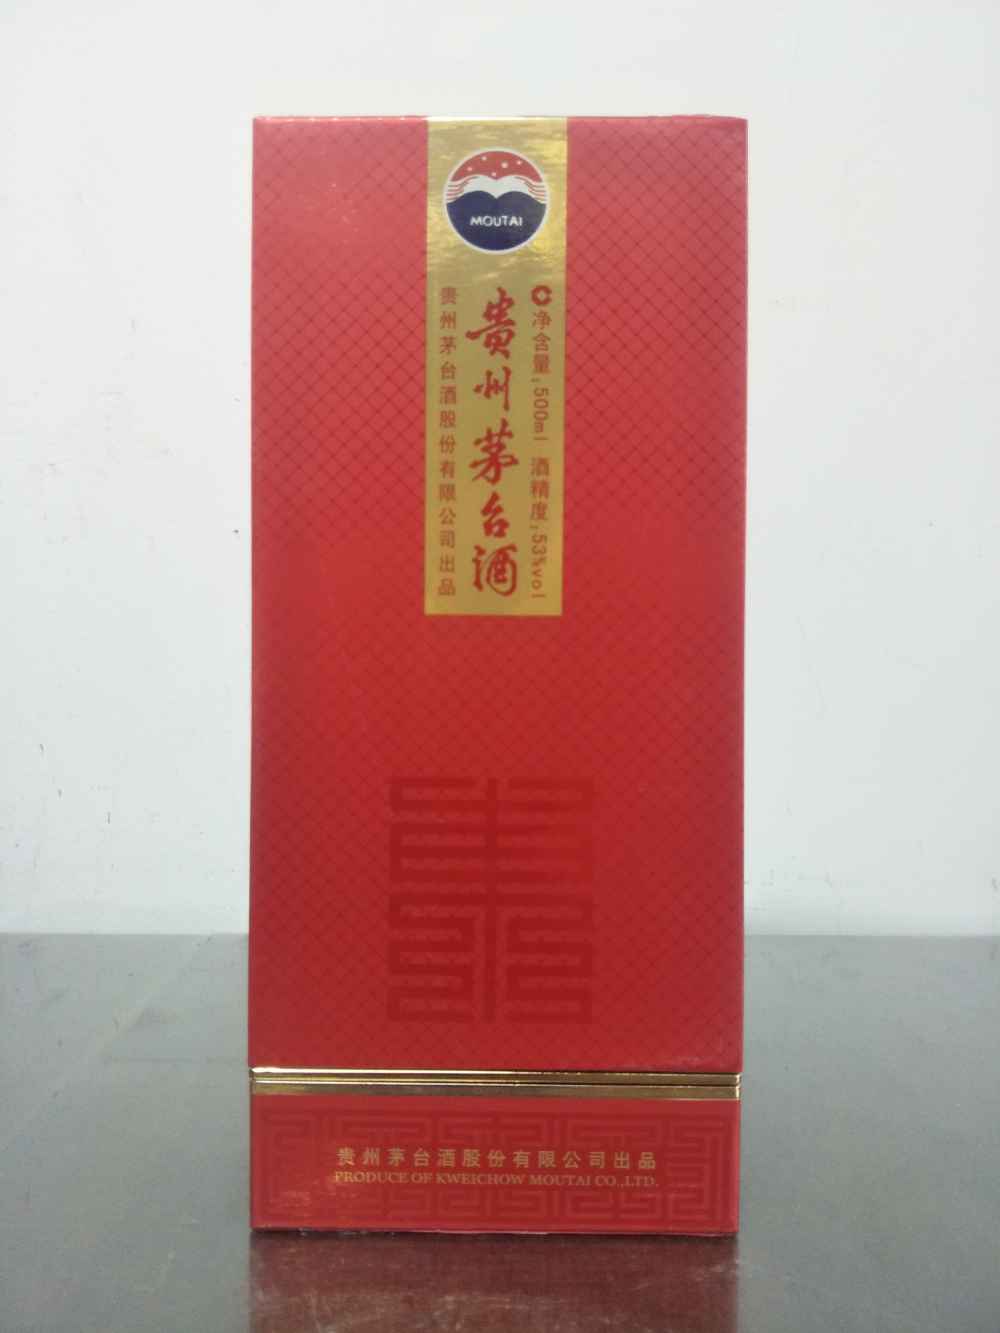 MOUTAI
净含量:500ml 酒精度:53%vol
贵州茅台酒
贵州茅台酒股份有限公司出品
贵州茅台酒股份有限公司出品
PRODUCE OF KWEICHOW MOUTAI CO.,LTD.